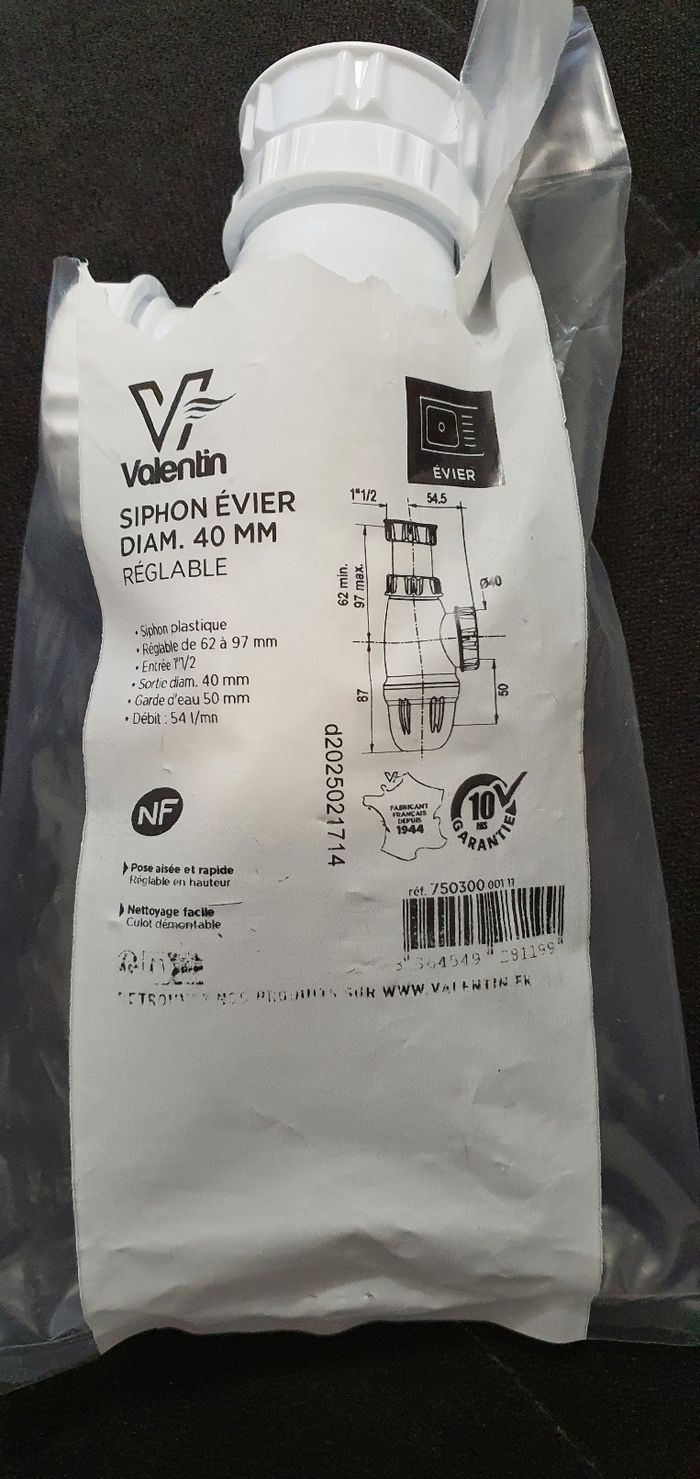 Valentin
SIPHON ÉVIER
DIAM. 40 MM
RÉGLABLE
• Siphon plastique
• Réglable de 62 à 97 mm
• Entrée 1"1/2
• Sortie diam. 40 mm
• Garde d'eau 50 mm
• Débit : 54 l/mn
ÉVIER
1"1/2
54.5
62 min.
97 max.
Ø40
87
50
d2025021714
NF
FABRICANT
FRANÇAIS
DEPUIS
1944
10
ANS
GARANTIE
Pose aisée et rapide
Réglable en hauteur
Nettoyage facile
Culot démontable
réf. 750300 001 11
PRODUITS SUR WWW.VALENTIN.FR